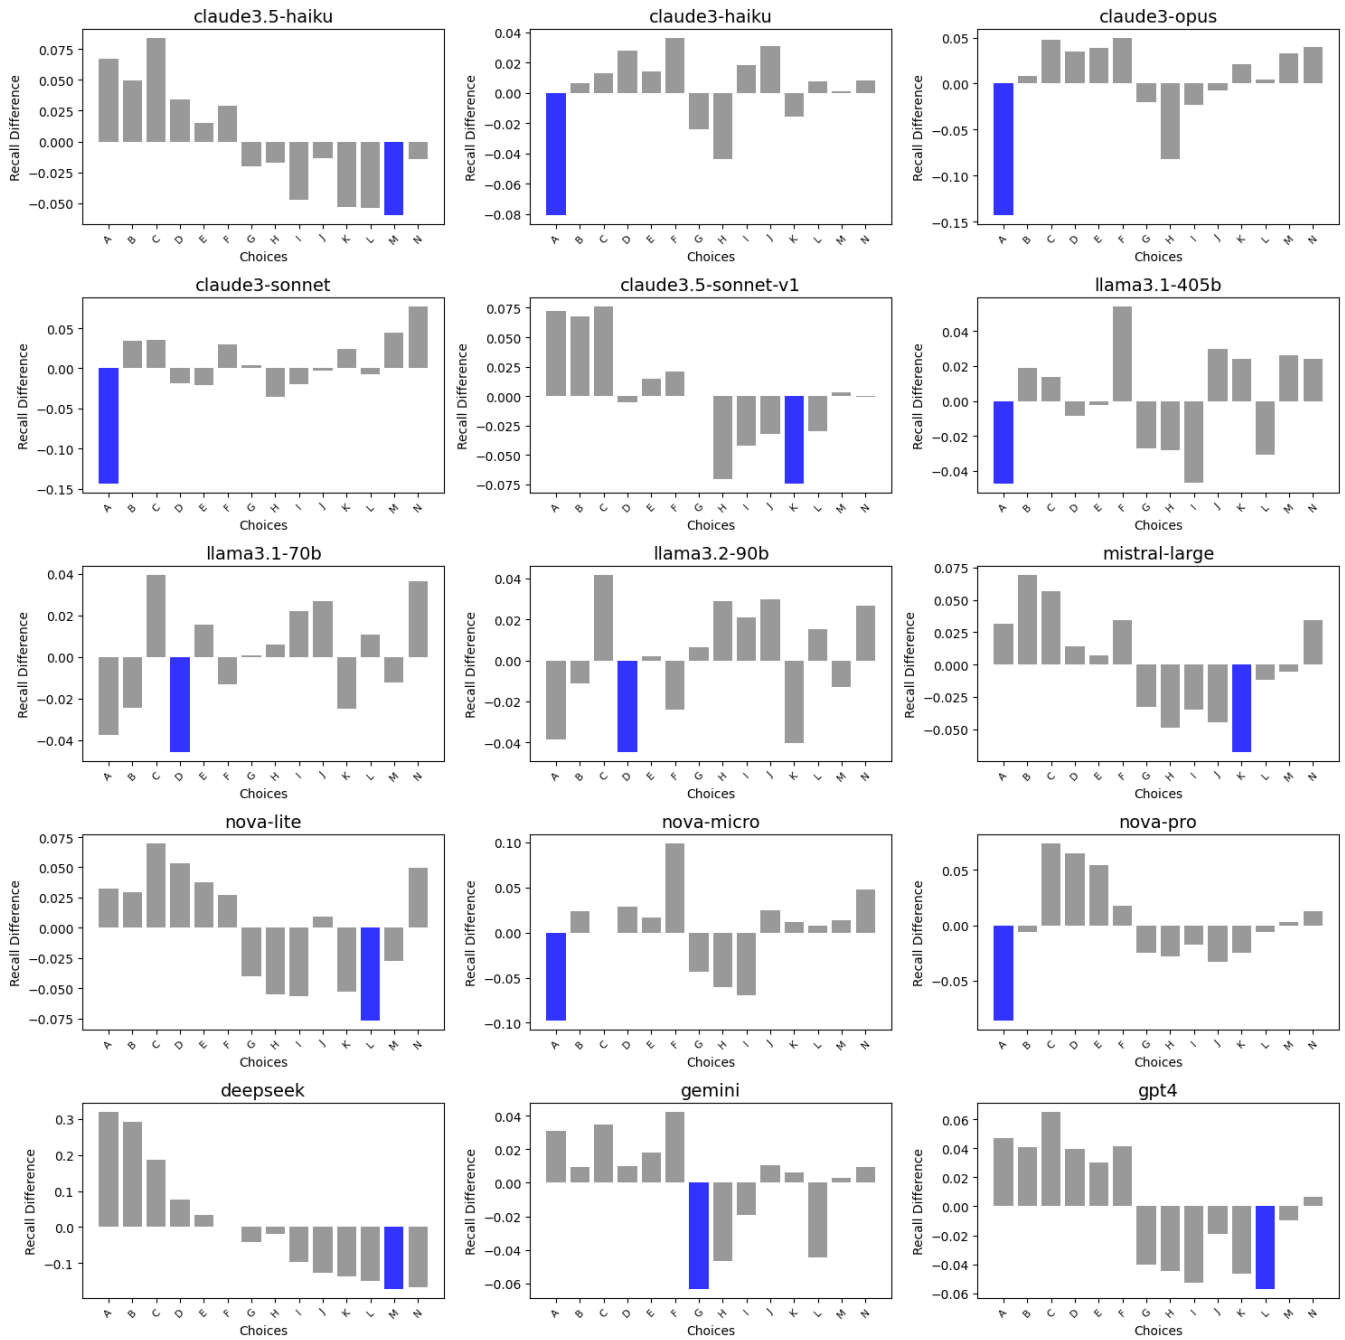 claude3.5-haiku
Recall Difference
0.075
0.050
0.025
0.000
−0.025
−0.050
A B C D E F G H I J K L M N
Choices
claude3-haiku
Recall Difference
0.04
0.02
0.00
−0.02
−0.04
−0.06
−0.08
A B C D E F G H I J K L M N
Choices
claude3-opus
Recall Difference
0.05
0.00
−0.05
−0.10
−0.15
A B C D E F G H I J K L M N
Choices
claude3-sonnet
Recall Difference
0.05
0.00
−0.05
−0.10
−0.15
A B C D E F G H I J K L M N
Choices
claude3.5-sonnet-v1
Recall Difference
0.075
0.050
0.025
0.000
−0.025
−0.050
−0.075
A B C D E F G H I J K L M N
Choices
llama3.1-405b
Recall Difference
0.04
0.02
0.00
−0.02
−0.04
A B C D E F G H I J K L M N
Choices
llama3.1-70b
Recall Difference
0.04
0.02
0.00
−0.02
−0.04
A B C D E F G H I J K L M N
Choices
llama3.2-90b
Recall Difference
0.04
0.02
0.00
−0.02
−0.04
A B C D E F G H I J K L M N
Choices
mistral-large
Recall Difference
0.075
0.050
0.025
0.000
−0.025
−0.050
A B C D E F G H I J K L M N
Choices
nova-lite
Recall Difference
0.075
0.050
0.025
0.000
−0.025
−0.050
−0.075
A B C D E F G H I J K L M N
Choices
nova-micro
Recall Difference
0.10
0.05
0.00
−0.05
−0.10
A B C D E F G H I J K L M N
Choices
nova-pro
Recall Difference
0.05
0.00
−0.05
A B C D E F G H I J K L M N
Choices
deepseek
Recall Difference
0.3
0.2
0.1
0.0
−0.1
A B C D E F G H I J K L M N
Choices
gemini
Recall Difference
0.04
0.02
0.00
−0.02
−0.04
−0.06
A B C D E F G H I J K L M N
Choices
gpt4
Recall Difference
0.06
0.04
0.02
0.00
−0.02
−0.04
−0.06
A B C D E F G H I J K L M N
Choices